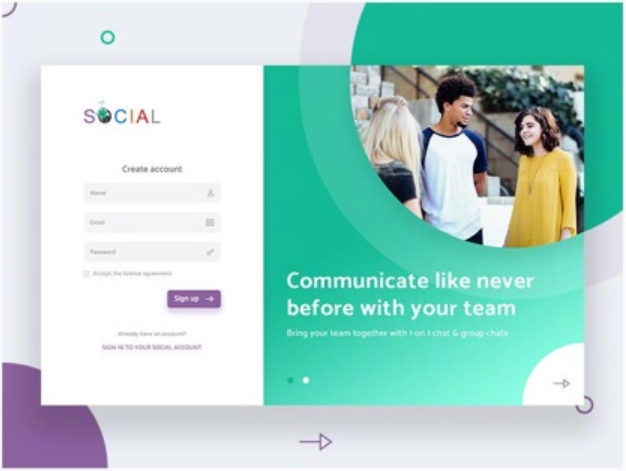 SOCIAL
Create account
Name
Email
Password
Accept the license agreement
Sign up
Already have an account?
SIGN IN TO YOUR SOCIAL ACCOUNT
Communicate like never
before with your team
Bring your team together with 1 on 1 chat & group chats